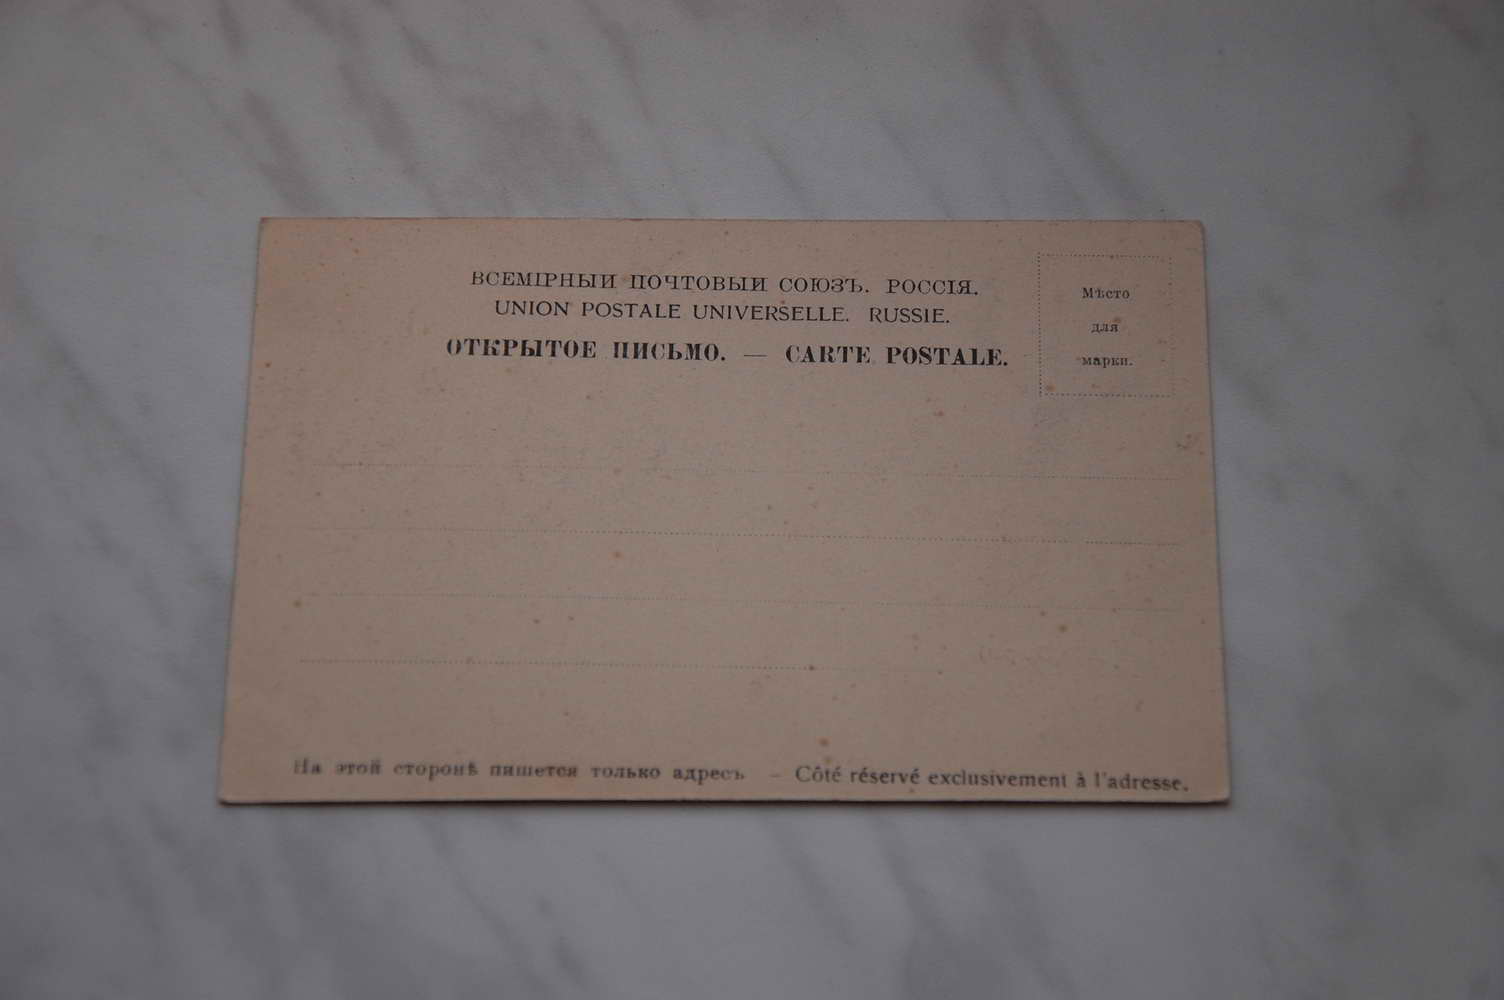 ВСЕМІРНЫЙ ПОЧТОВЫЙ СОЮЗЪ. РОССІЯ.
UNION POSTALE UNIVERSELLE. RUSSIE.
ОТКРЫТОЕ ПИСЬМО. — CARTE POSTALE.
Мѣсто
для
марки.
На этой сторонѣ пишется только адресъ – Côté réservé exclusivement à l'adresse.